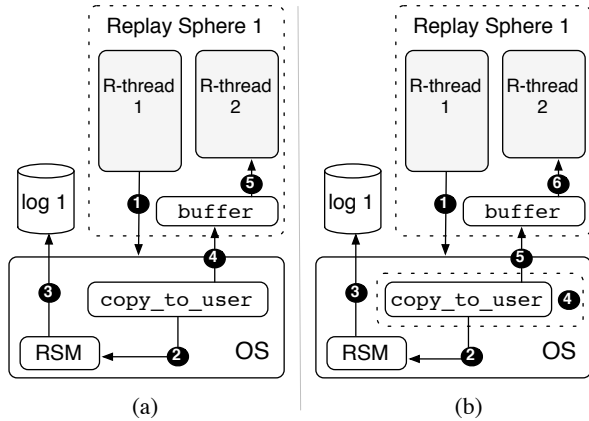 Replay Sphere 1
R-thread
1
R-thread
2
log 1
1
5
buffer
4
3
copy_to_user
2
RSM
OS
(a)
Replay Sphere 1
R-thread
1
R-thread
2
log 1
1
6
buffer
5
3
copy_to_user
4
2
RSM
OS
(b)